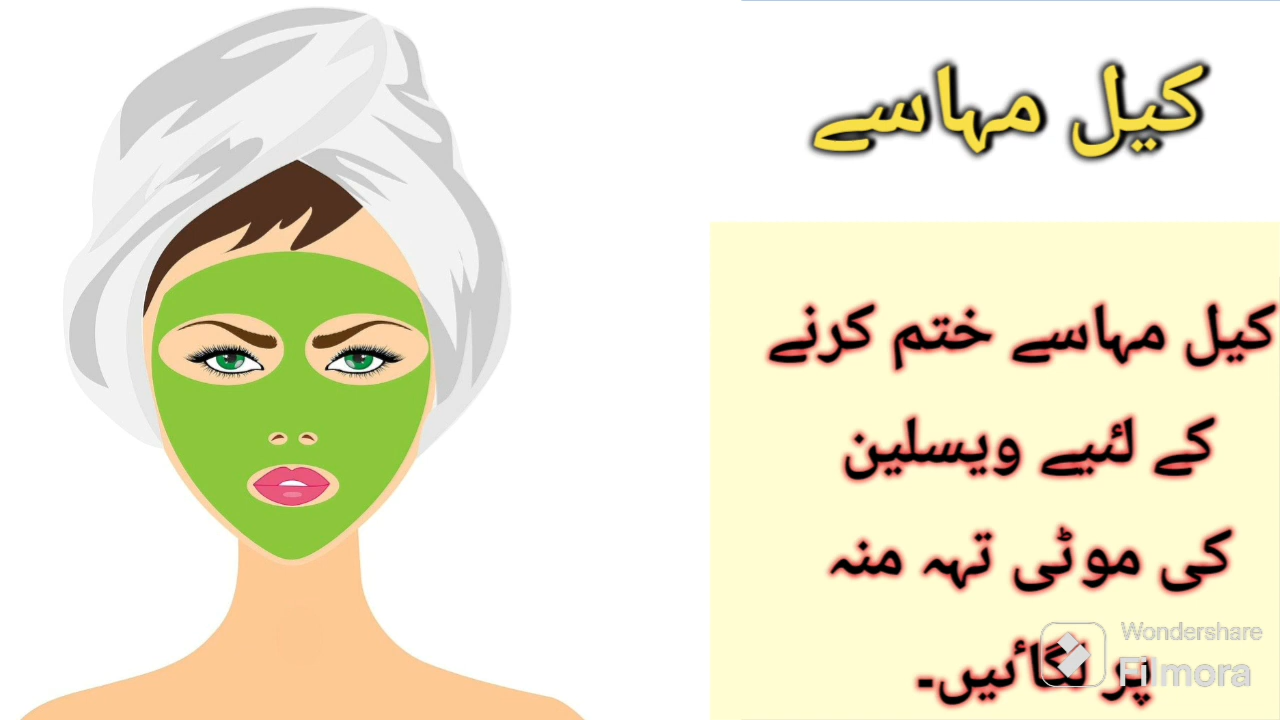 کیل مہاسے
کیل مہاسے ختم کرنے
کے لئیے ویسلین
کی موٹی تہہ منہ
پر لگائیں۔
Wondershare
Filmora